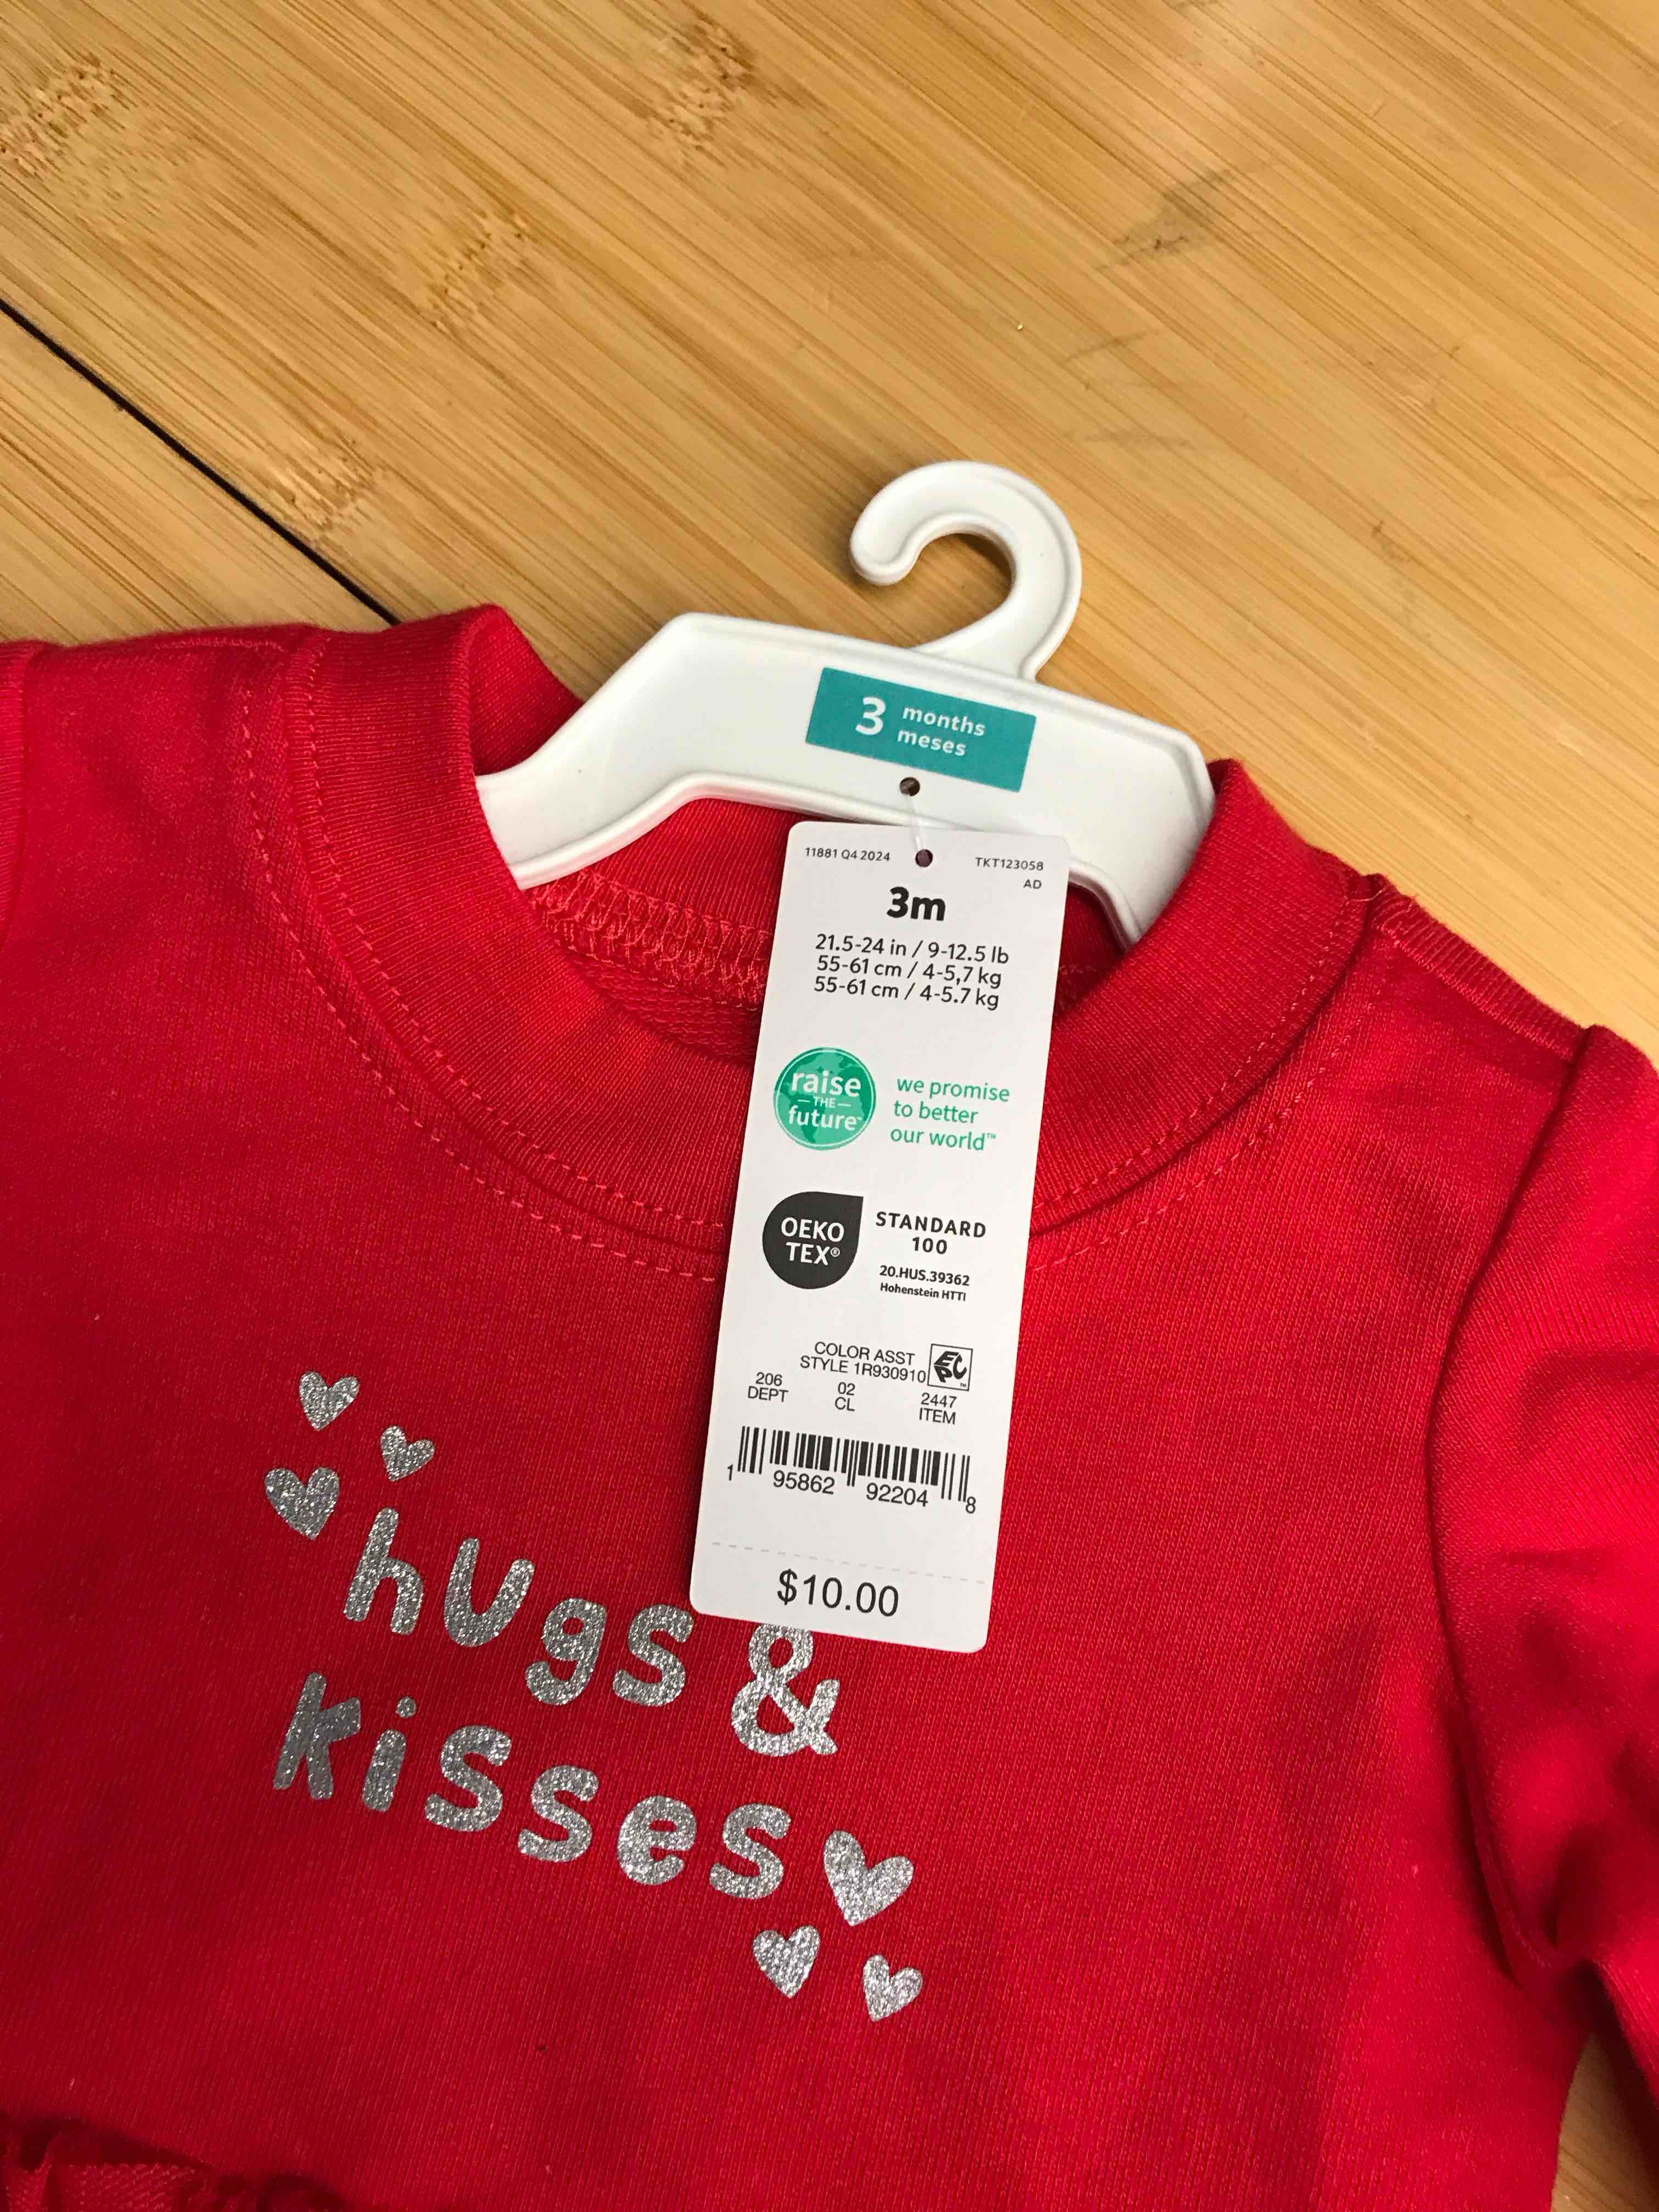 3 months
meses
11881 Q4 2024
TKT123058
AD
3m
21.5-24 in / 9-12.5 lb
55-61 cm / 4-5,7 kg
55-61 cm / 4-5.7 kg
raise
THE
future™
we promise
to better
our world™
OEKO
TEX®
STANDARD
100
20.HUS.39362
Hohenstein HTTI
COLOR ASST
STYLE 1R930910
EPC™
206
DEPT
02
CL
2447
ITEM
1 95862 92204 8
$10.00
hugs &
kisses